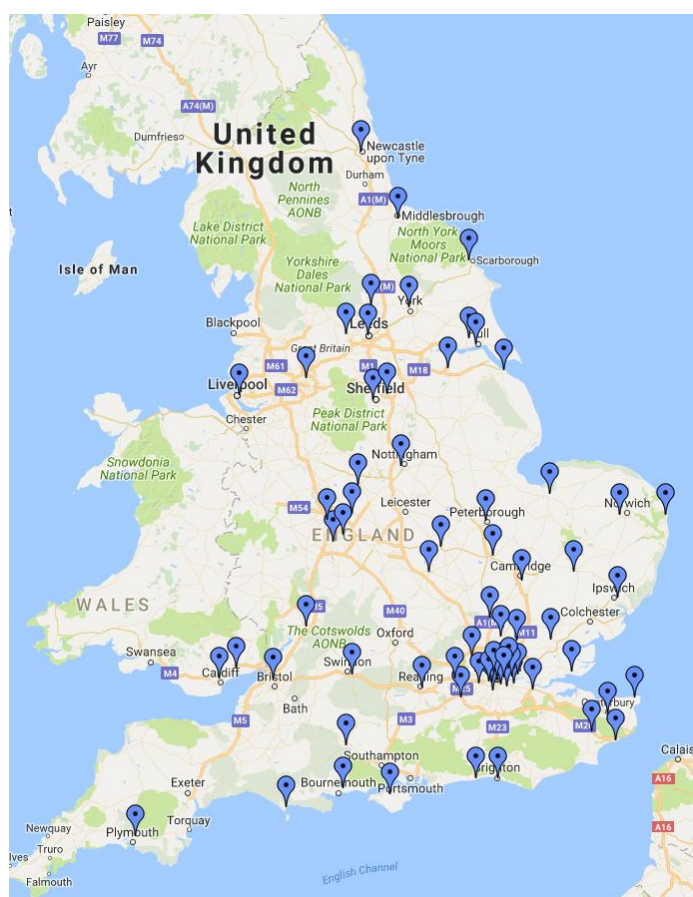 Paisley
M77
M74
Ayr
A74(M)
Dumfries
United
Kingdom
Newcastle
upon Tyne
Durham
North
Pennines
AONB
A1(M)
Middlesbrough
Lake District
National Park
North York
Moors
National Park
Scarborough
Isle of Man
Yorkshire
Dales
National Park
(M)
York
Blackpool
Leeds
Hull
Great Britain
M61
M1
M18
Liverpool
M62
Sheffield
Chester
Peak District
National Park
Snowdonia
National Park
Nottingham
M54
Leicester
Peterborough
Norwich
ENGLAND
Cambridge
Ipswich
WALES
M40
A1(M)
Colchester
M11
The Cotswolds
AONB
Oxford
Swansea
M4
Cardiff
Swindon
Bristol
Reading
M25
Bath
M5
M3
M23
M2
Calais
Southampton
A16
Exeter
Bournemouth
Portsmouth
Brighton
Newquay
Plymouth
Torquay
A16
Truro
Falmouth
English Channel